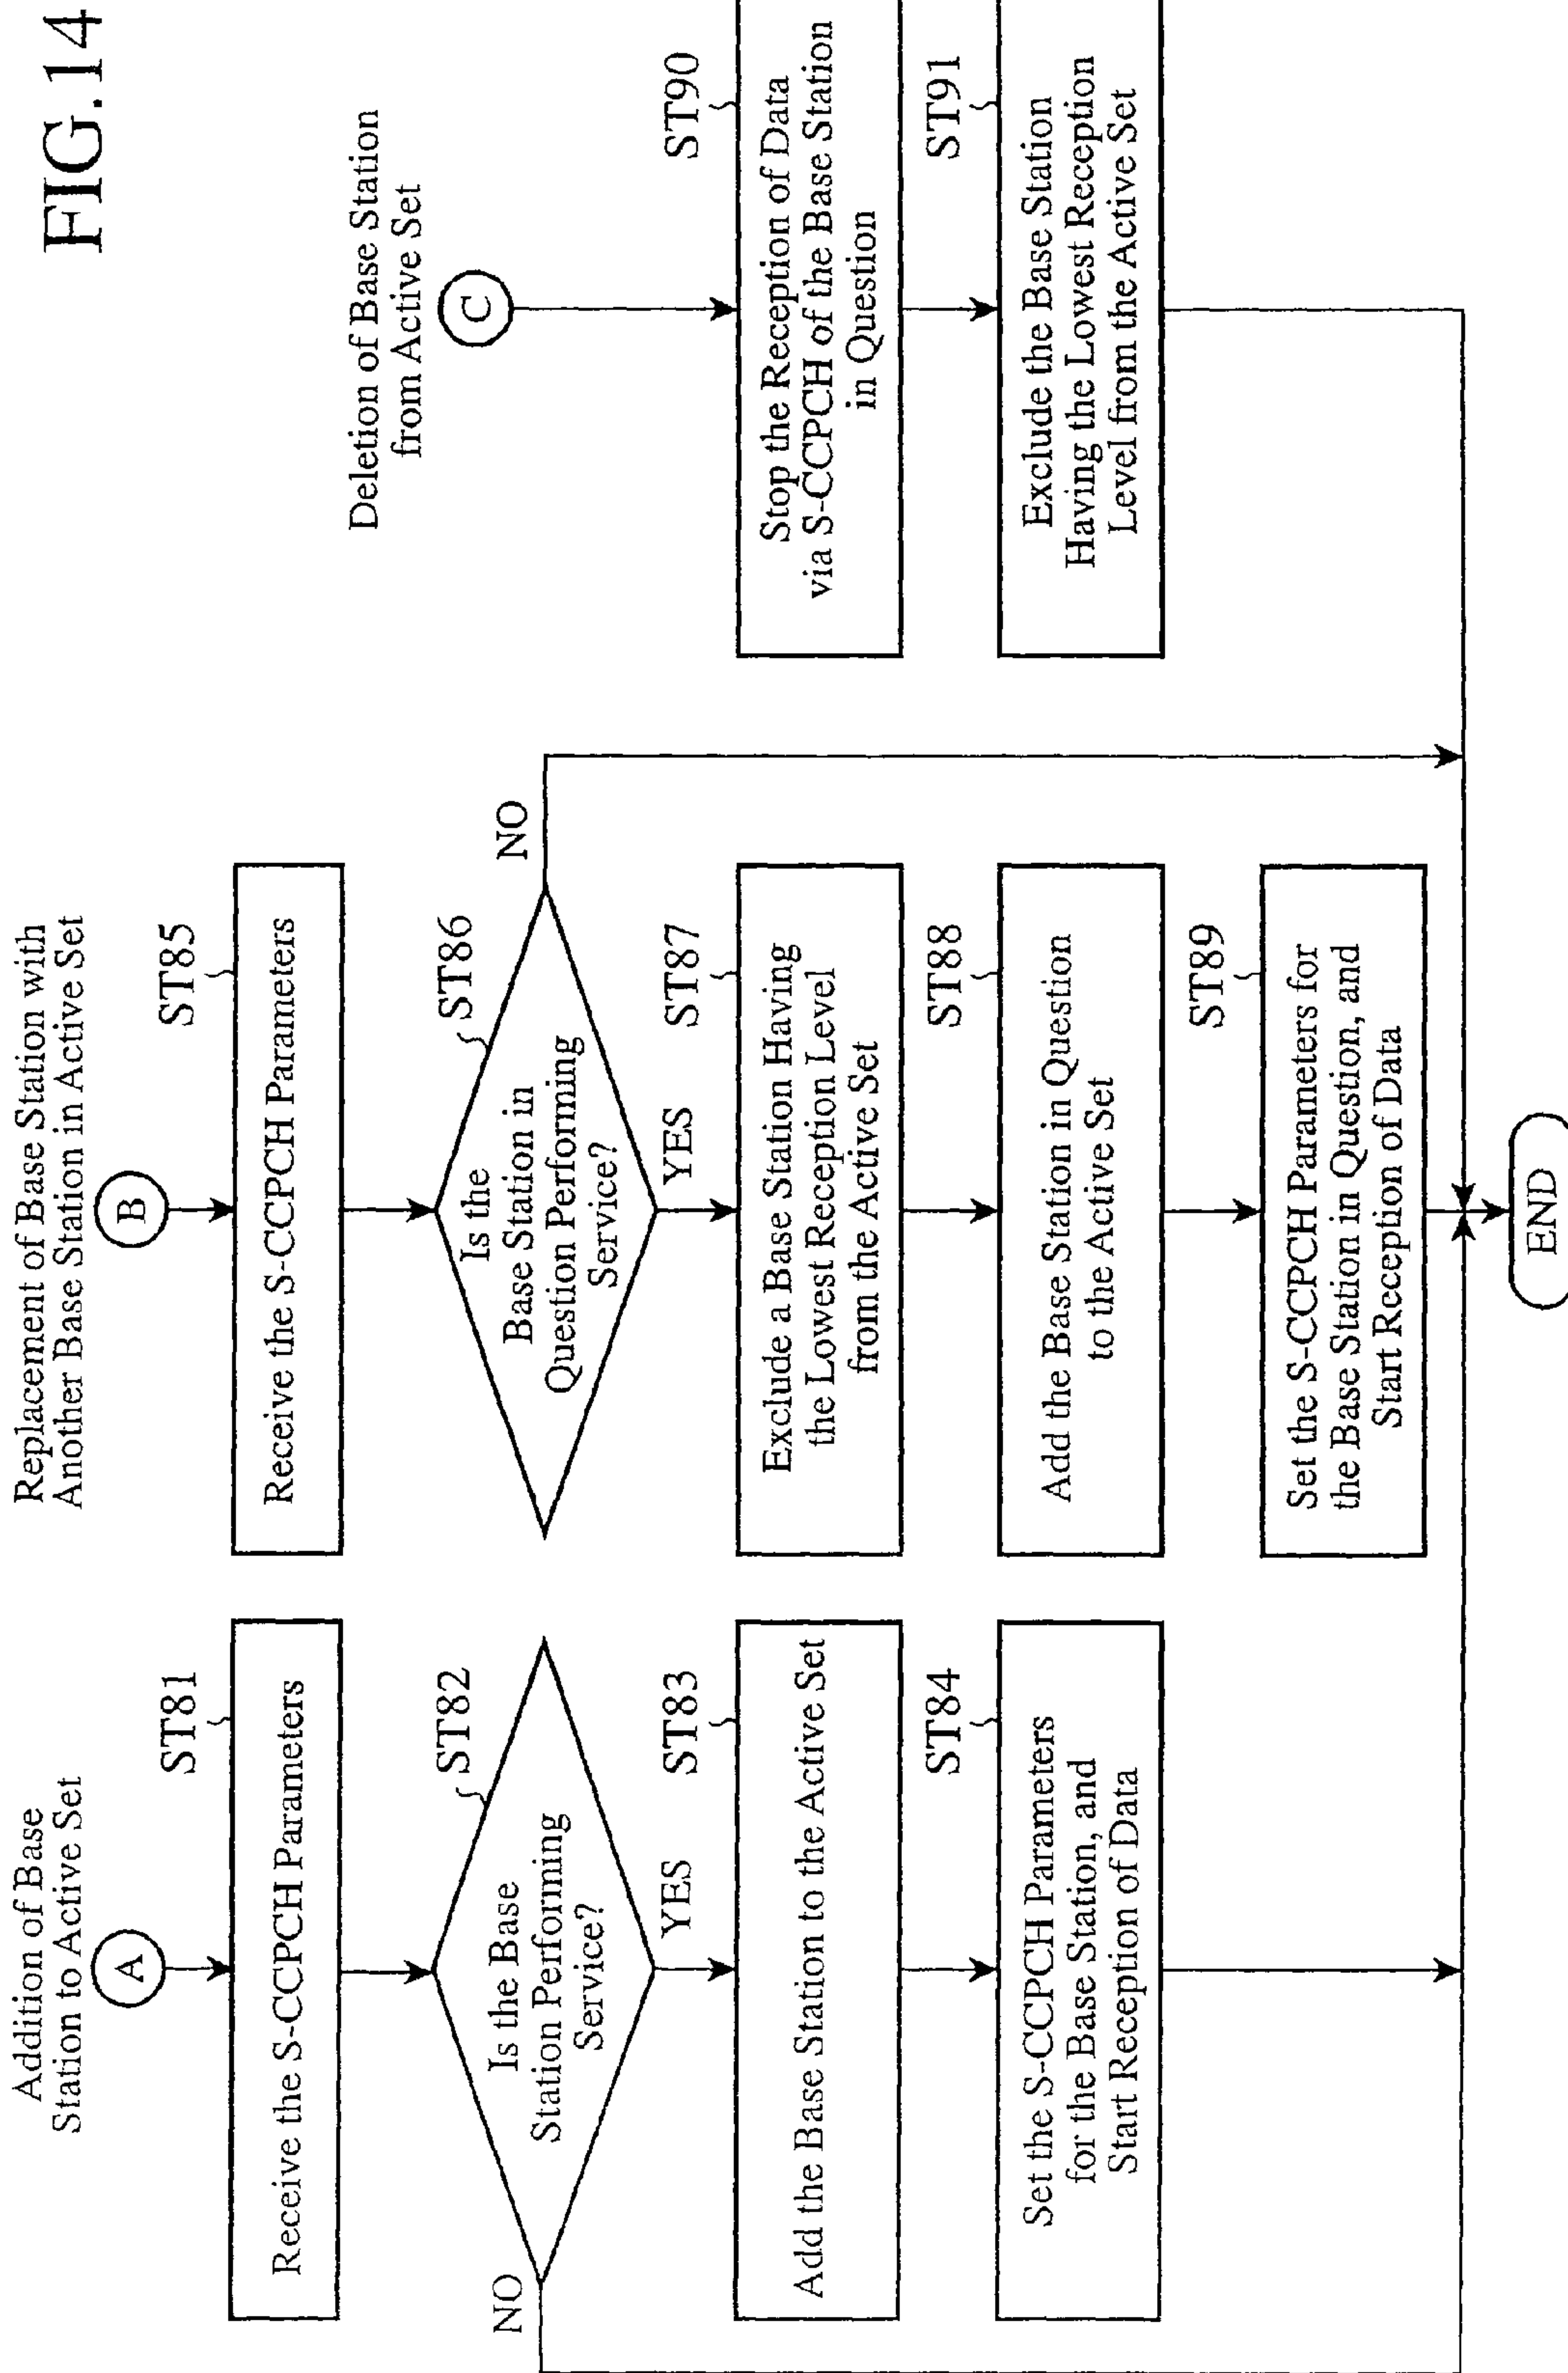 FIG.14
Addition of Base
Station to Active Set
A
ST81
Receive the S-CCPCH Parameters
ST82
Is the Base
Station Performing
Service?
NO
YES
ST83
Add the Base Station to the Active Set
ST84
Set the S-CCPCH Parameters
for the Base Station, and
Start Reception of Data
Replacement of Base Station with
Another Base Station in Active Set
B
ST85
Receive the S-CCPCH Parameters
ST86
Is the
Base Station in
Question Performing
Service?
NO
YES
ST87
Exclude a Base Station Having
the Lowest Reception Level
from the Active Set
ST88
Add the Base Station in Question
to the Active Set
ST89
Set the S-CCPCH Parameters for
the Base Station in Question, and
Start Reception of Data
Deletion of Base Station
from Active Set
C
ST90
Stop the Reception of Data
via S-CCPCH of the Base Station
in Question
ST91
Exclude the Base Station
Having the Lowest Reception
Level from the Active Set
END